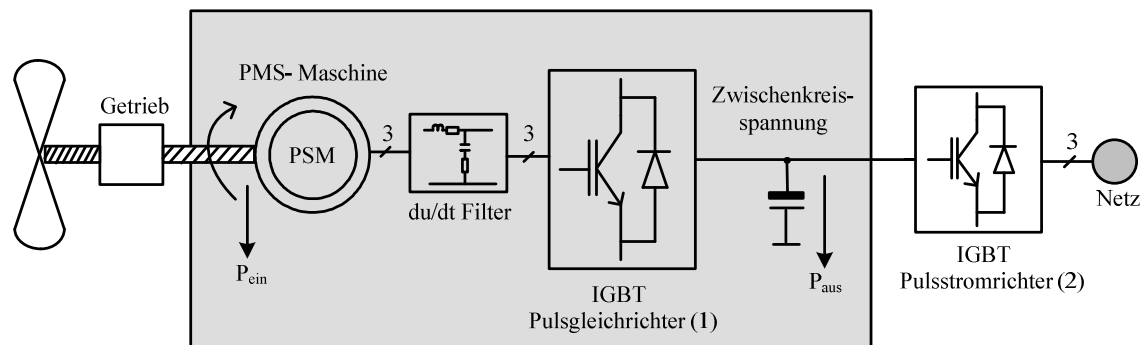 PMS- Maschine
Getrieb
PSM
3
3
du/dt Filter
P_ein
IGBT
Pulsgleichrichter (1)
Zwischenkreis-
spannung
P_aus
IGBT
Pulsstromrichter (2)
3
Netz